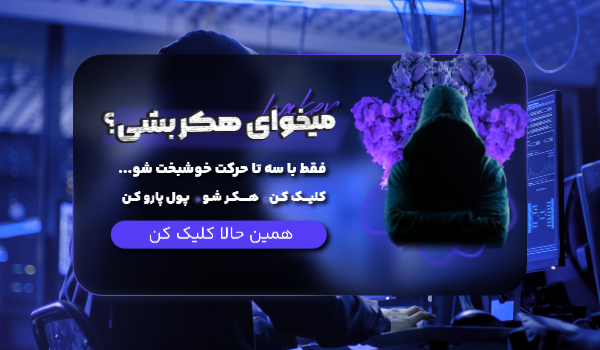 hacker
میخوای هکر بشی؟
فقط با سه تا حرکت خوشبخت شو...
کلیک کن هکر شو پول پارو کن
همین حالا کلیک کن